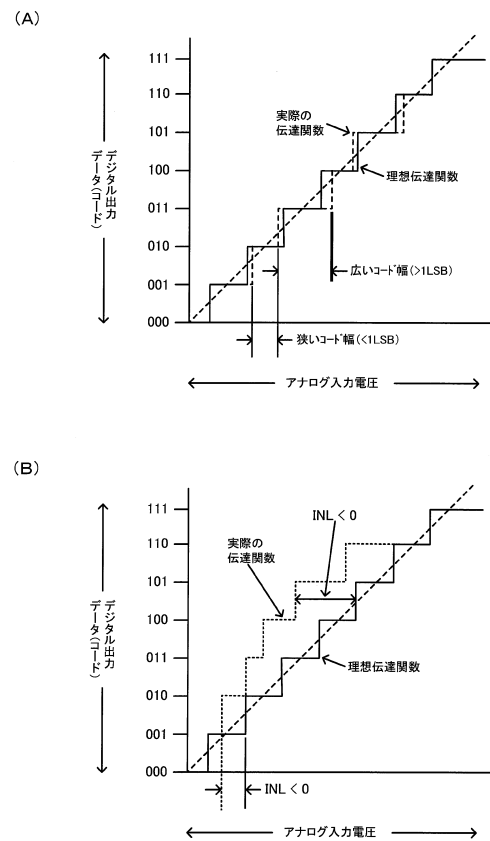 (A)
111
110
101
100
011
010
001
000
デジタル出力
データ(コード)
実際の
伝達関数
理想伝達関数
広いコード幅(>1LSB)
狭いコード幅(<1LSB)
アナログ入力電圧
(B)
111
110
101
100
011
010
001
000
デジタル出力
データ(コード)
INL<0
実際の
伝達関数
理想伝達関数
INL<0
アナログ入力電圧